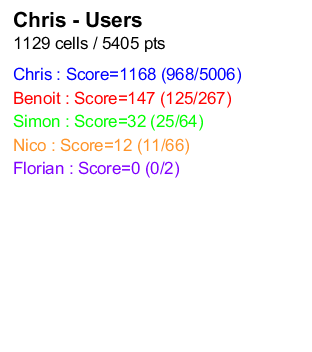 Chris - Users
1129 cells / 5405 pts
Chris : Score=1168 (968/5006)
Benoit : Score=147 (125/267)
Simon : Score=32 (25/64)
Nico : Score=12 (11/66)
Florian : Score=0 (0/2)